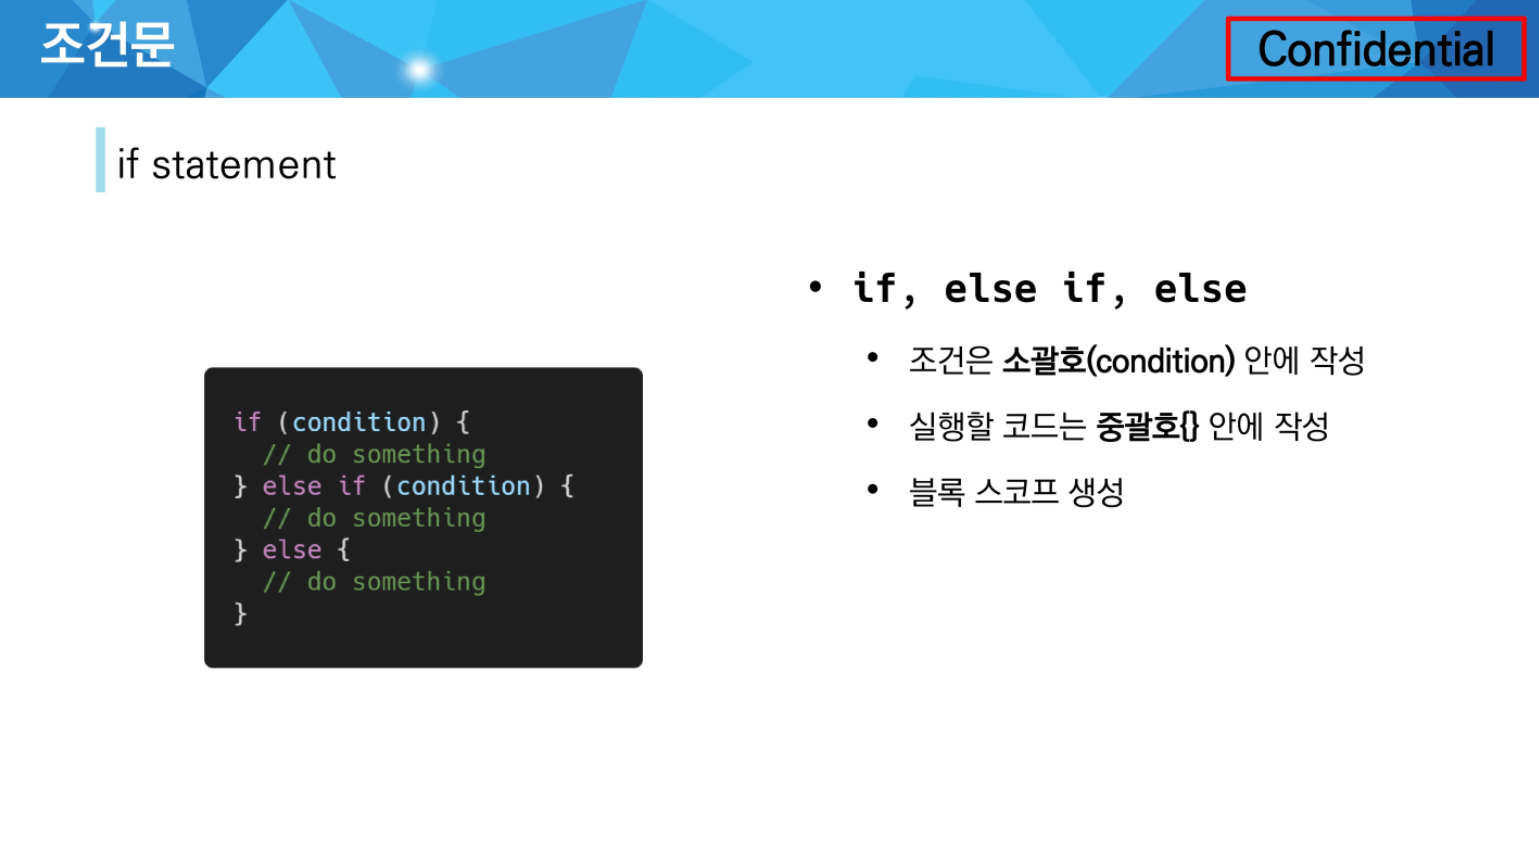 조건문
Confidential
if statement
if (condition) {
  // do something
} else if (condition) {
  // do something
} else {
  // do something
}
• if, else if, else
• 조건은 소괄호(condition) 안에 작성
• 실행할 코드는 중괄호{} 안에 작성
• 블록 스코프 생성